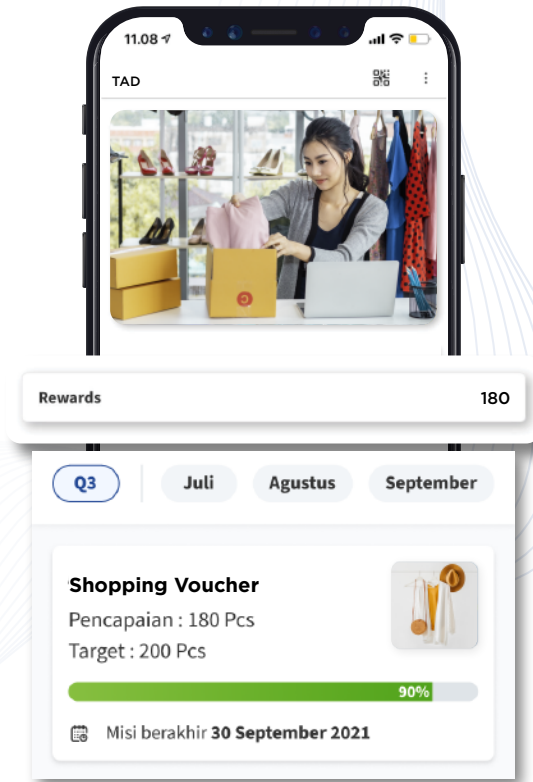 11.08
TAD
Rewards 180
Q3 Juli Agustus September
Shopping Voucher
Pencapaian : 180 Pcs
Target : 200 Pcs
90%
Misi berakhir 30 September 2021